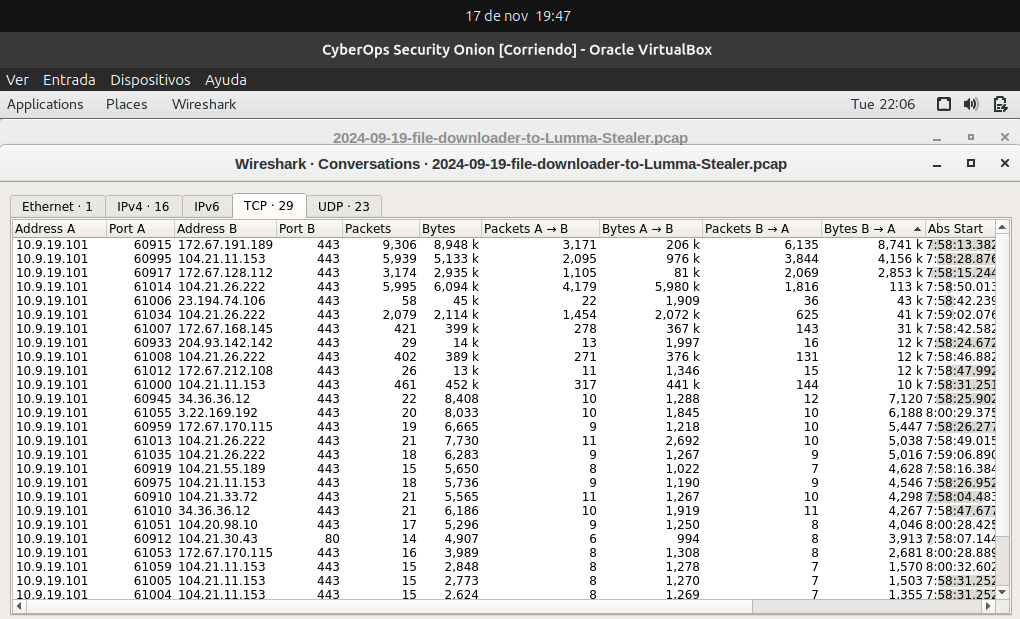 17 de nov 19:47
CyberOps Security Onion [Corriendo] - Oracle VirtualBox
Ver Entrada Dispositivos Ayuda
Applications Places Wireshark Tue 22:06
2024-09-19-file-downloader-to-Lumma-Stealer.pcap
Wireshark · Conversations · 2024-09-19-file-downloader-to-Lumma-Stealer.pcap
Ethernet · 1 IPv4 · 16 IPv6 TCP · 29 UDP · 23
Address A Port A Address B Port B Packets Bytes Packets A → B Bytes A → B Packets B → A Bytes B → A Abs Start
10.9.19.101 60915 172.67.191.189 443 9,306 8,948 k 3,171 206 k 6,135 8,741 k 7:58:13.382
10.9.19.101 60995 104.21.11.153 443 5,939 5,133 k 2,095 976 k 3,844 4,156 k 7:58:28.876
10.9.19.101 60917 172.67.128.112 443 3,174 2,935 k 1,105 81 k 2,069 2,853 k 7:58:15.244
10.9.19.101 61014 104.21.26.222 443 5,995 6,094 k 4,179 5,980 k 1,816 113 k 7:58:50.013
10.9.19.101 61006 23.194.74.106 443 58 45 k 22 1,909 36 43 k 7:58:42.239
10.9.19.101 61034 104.21.26.222 443 2,079 2,114 k 1,454 2,072 k 625 41 k 7:59:02.076
10.9.19.101 61007 172.67.168.145 443 421 399 k 278 367 k 143 31 k 7:58:42.582
10.9.19.101 60933 204.93.142.142 443 29 14 k 13 1,997 16 12 k 7:58:24.672
10.9.19.101 61008 104.21.26.222 443 402 389 k 271 376 k 131 12 k 7:58:46.882
10.9.19.101 61012 172.67.212.108 443 26 13 k 11 1,346 15 12 k 7:58:47.992
10.9.19.101 61000 104.21.11.153 443 461 452 k 317 441 k 144 10 k 7:58:31.251
10.9.19.101 60945 34.36.36.12 443 22 8,408 10 1,288 12 7,120 7:58:25.902
10.9.19.101 61055 3.22.169.192 443 20 8,033 10 1,845 10 6,188 8:00:29.375
10.9.19.101 60959 172.67.170.115 443 19 6,665 9 1,218 10 5,447 7:58:26.277
10.9.19.101 61013 104.21.26.222 443 21 7,730 11 2,692 10 5,038 7:58:49.015
10.9.19.101 61035 104.21.26.222 443 18 6,283 9 1,267 9 5,016 7:59:06.890
10.9.19.101 60919 104.21.55.189 443 15 5,650 8 1,022 7 4,628 7:58:16.384
10.9.19.101 60975 104.21.11.153 443 18 5,736 9 1,190 9 4,546 7:58:26.952
10.9.19.101 60910 104.21.33.72 443 21 5,565 11 1,267 10 4,298 7:58:04.483
10.9.19.101 61010 34.36.36.12 443 21 6,186 10 1,919 11 4,267 7:58:47.677
10.9.19.101 61051 104.20.98.10 443 17 5,296 9 1,250 8 4,046 8:00:28.425
10.9.19.101 60912 104.21.30.43 80 14 4,907 6 994 8 3,913 7:58:07.144
10.9.19.101 61053 172.67.170.115 443 16 3,989 8 1,308 8 2,681 8:00:28.889
10.9.19.101 61059 104.21.11.153 443 15 2,848 8 1,278 7 1,570 8:00:32.602
10.9.19.101 61005 104.21.11.153 443 15 2,773 8 1,270 7 1,503 7:58:31.252
10.9.19.101 61004 104.21.11.153 443 15 2,624 8 1,269 7 1,355 7:58:31.252